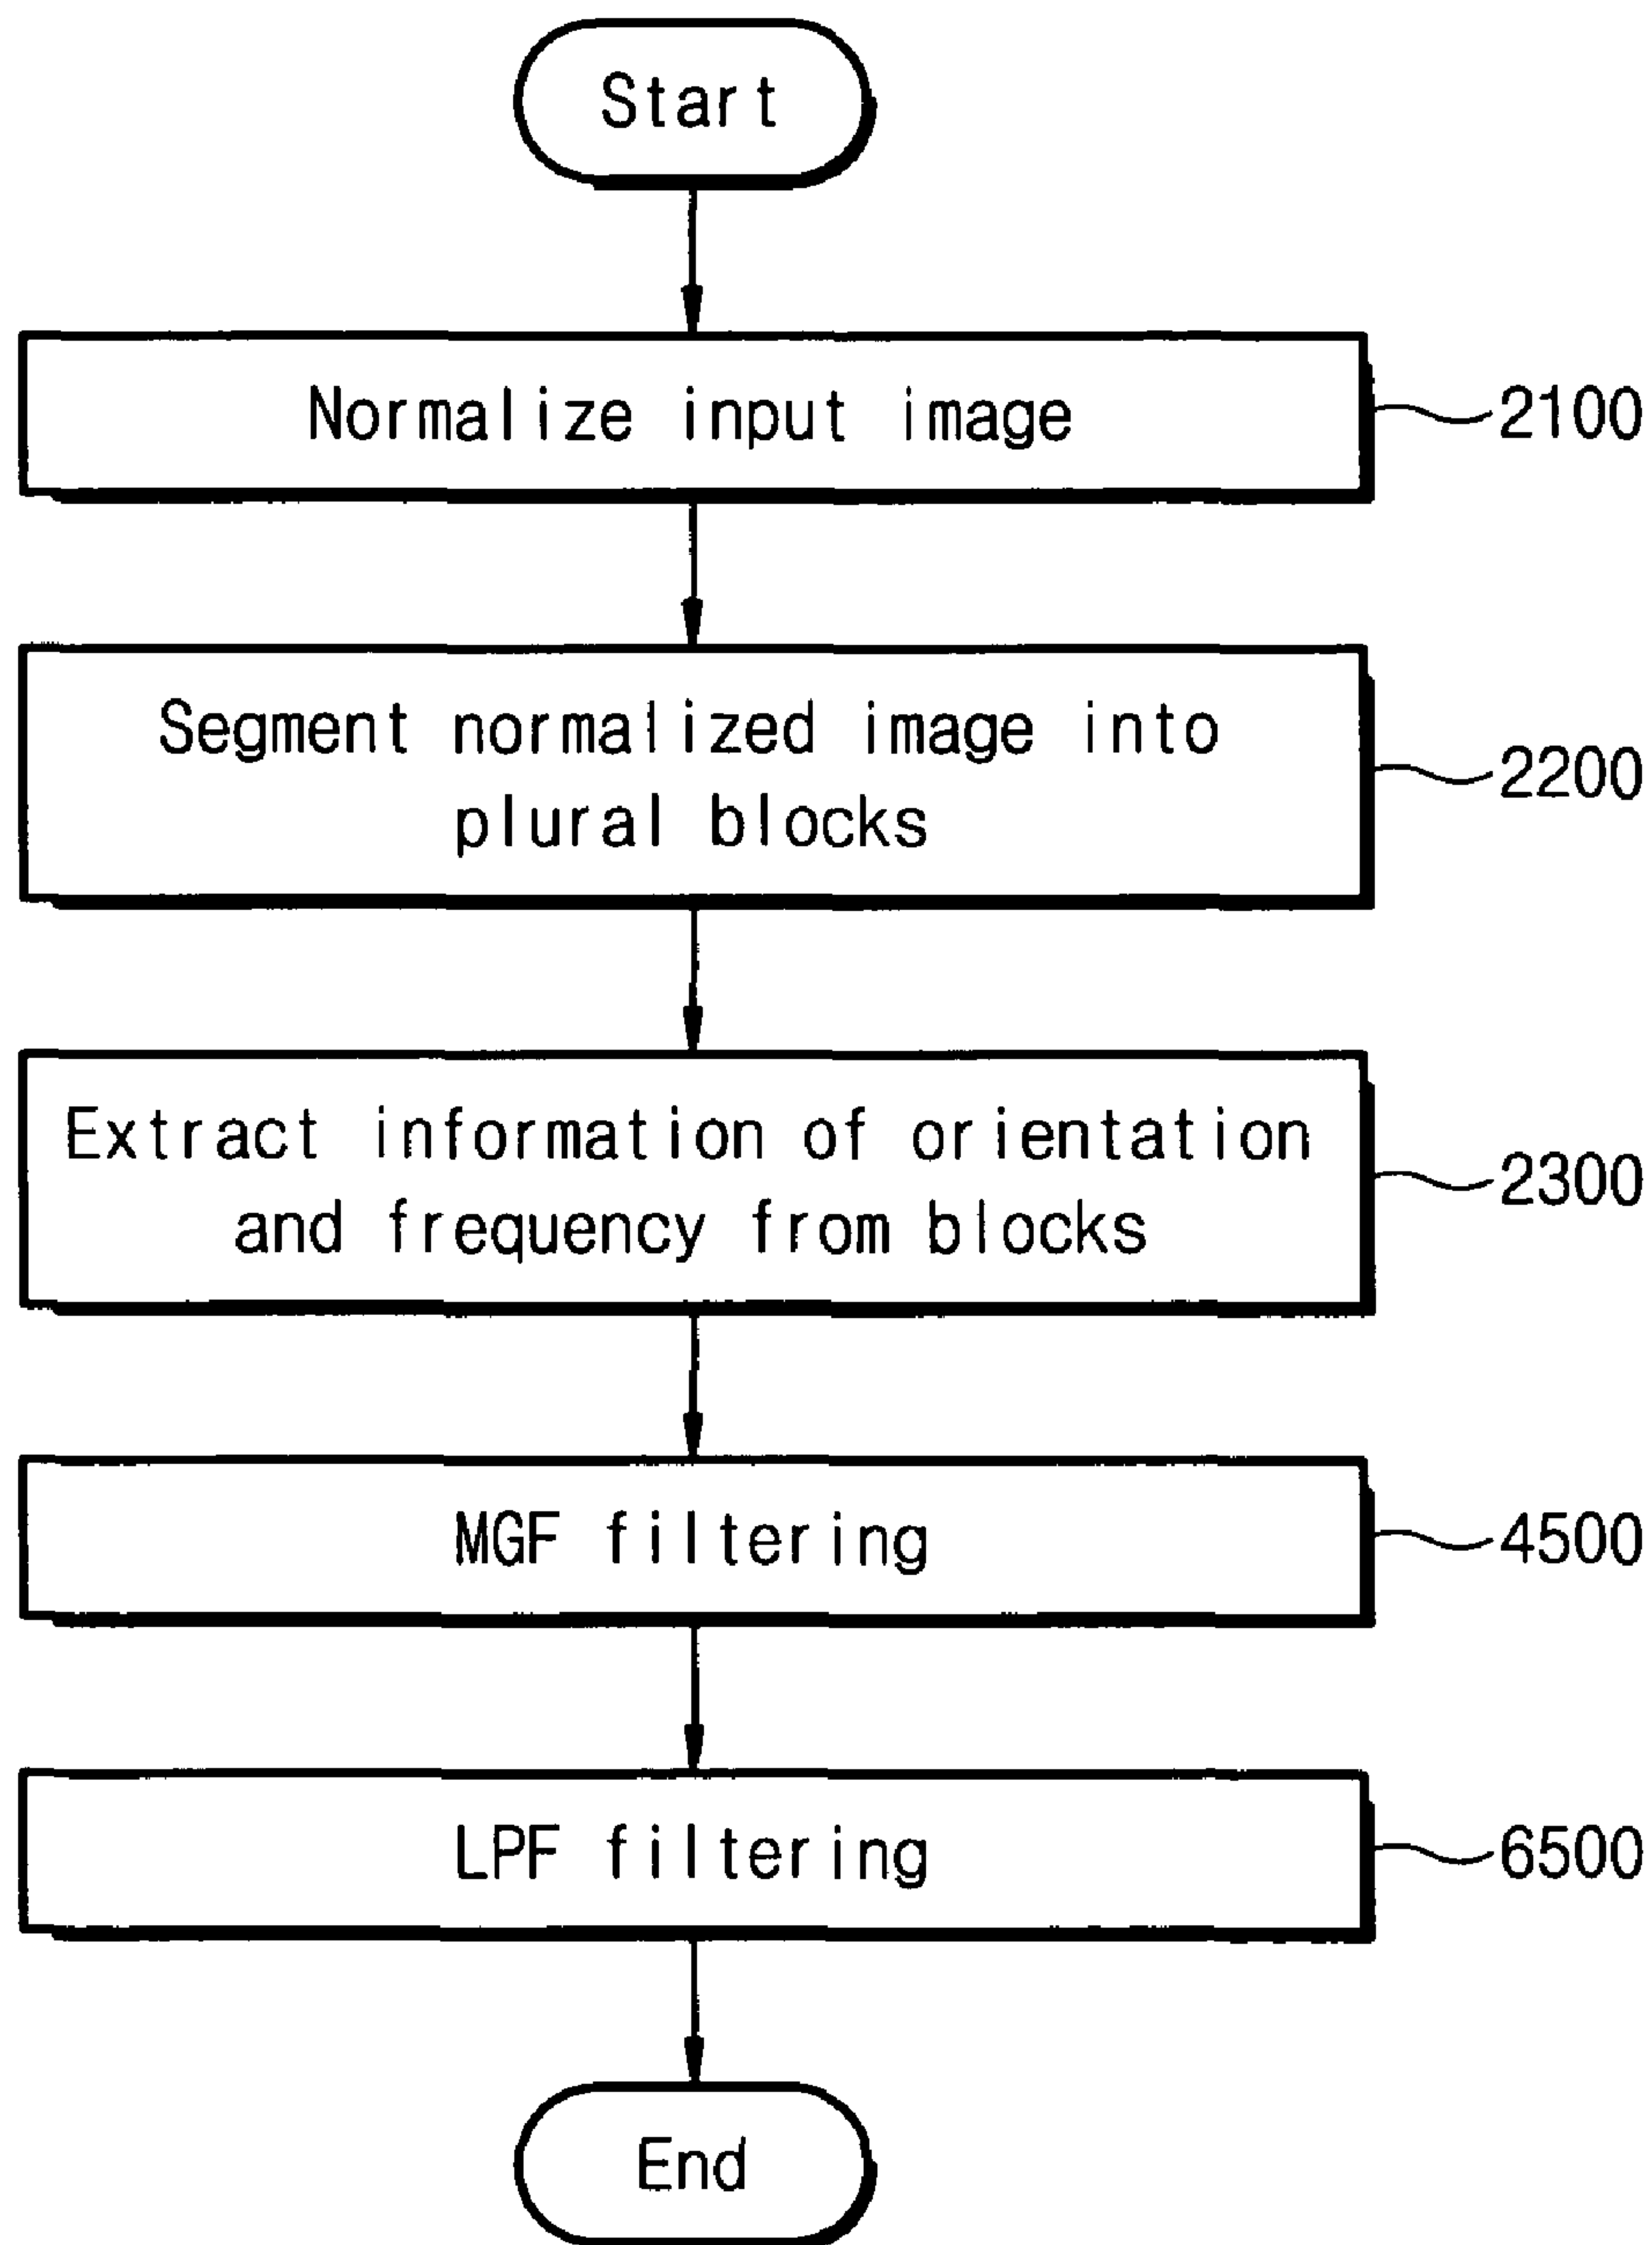 Start
Normalize input image
2100
Segment normalized image into
plural blocks
2200
Extract information of orientation
and frequency from blocks
2300
MGF filtering
4500
LPF filtering
6500
End